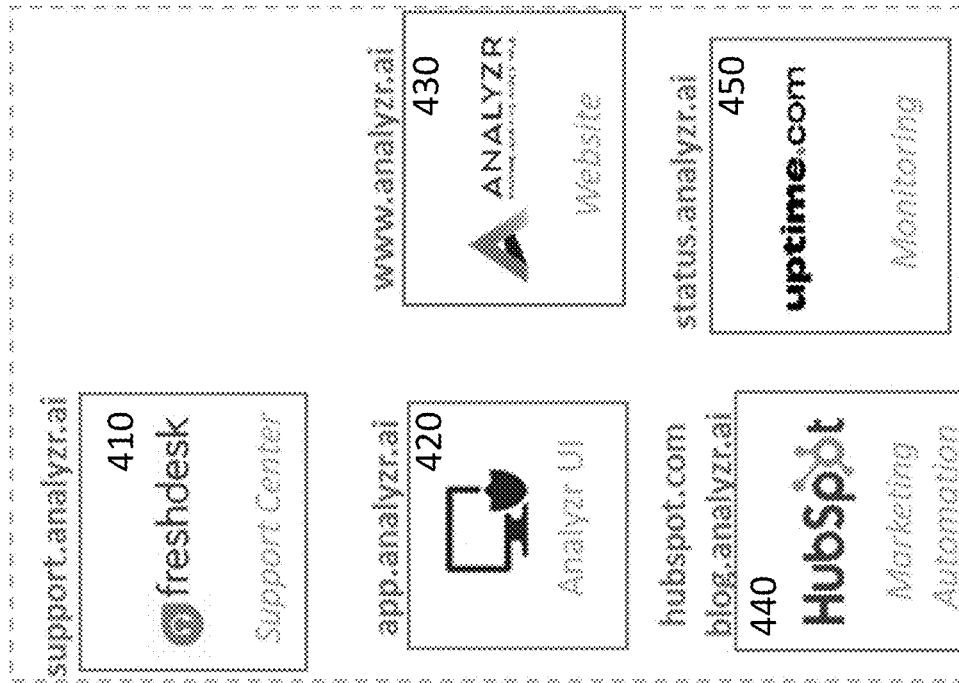 support.analyzr.ai
410
freshdesk
Support Center
app.analyzr.ai
420
Analyzr UI
www.analyzr.ai
430
ANALYZR
Website
hubspot.com
blog.analyzr.ai
440
HubSpot
Marketing
Automation
status.analyzr.ai
450
uptime.com
Monitoring